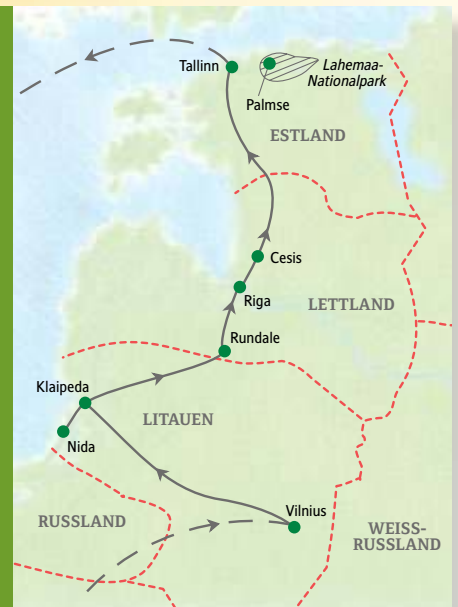 Tallinn
Lahemaa-
Nationalpark
Palmse
ESTLAND
Cesis
Riga
LETTLAND
Rundale
Klaipeda
LITAUEN
Nida
Vilnius
RUSSLAND
WEISS-
RUSSLAND